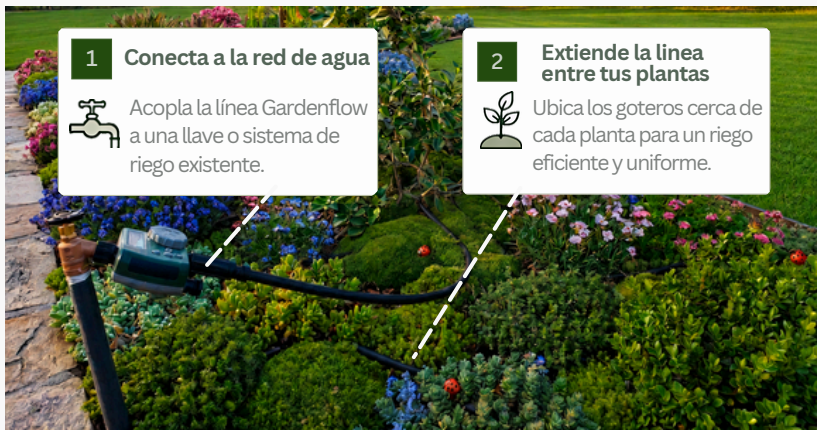 1
Conecta a la red de agua
Acopla la línea Gardenflow
a una llave o sistema de
riego existente.
2
Extiende la linea
entre tus plantas
Ubica los goteros cerca de
cada planta para un riego
eficiente y uniforme.